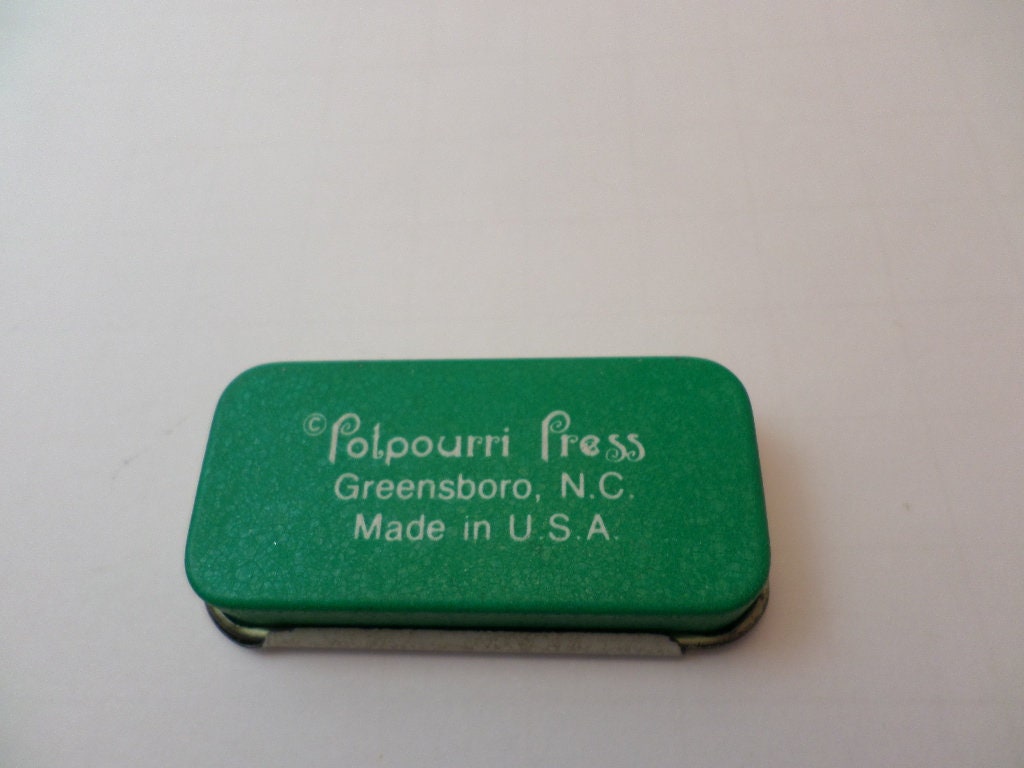 ©Potpourri Press
Greensboro, N.C.
Made in U.S.A.